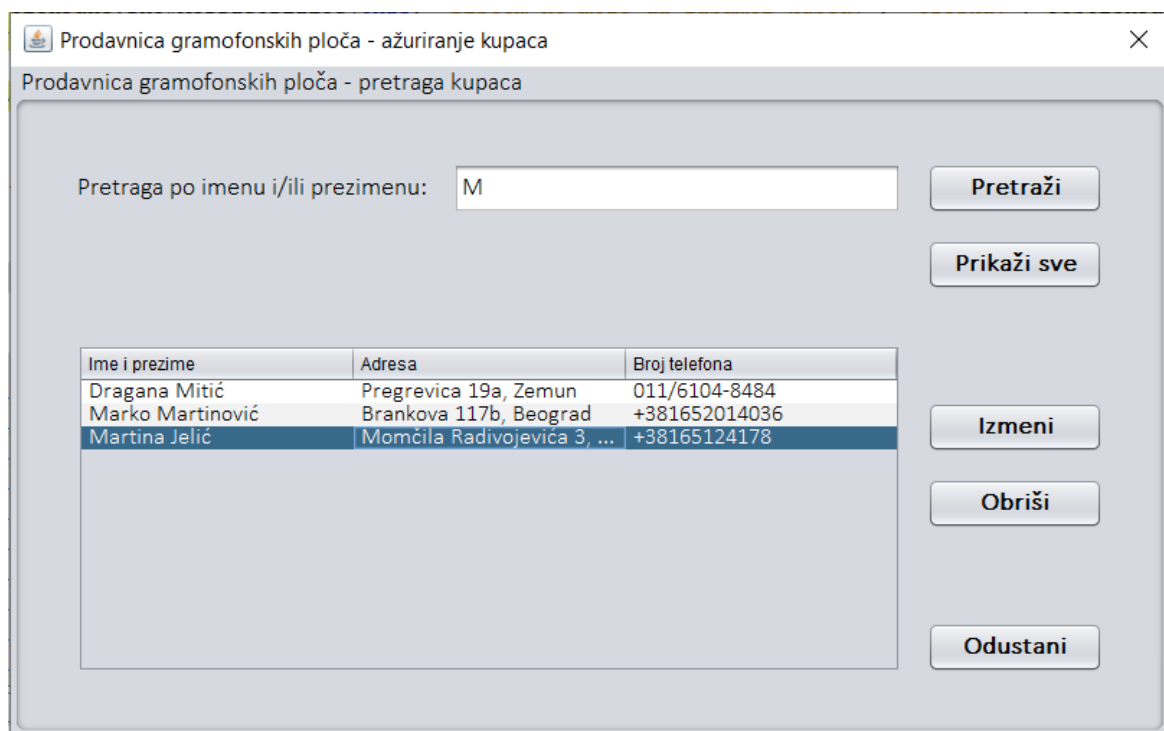 Prodavnica gramofonskih ploča - ažuriranje kupaca
Prodavnica gramofonskih ploča - pretraga kupaca
Pretraga po imenu i/ili prezimenu: M Pretraži
Prikaži sve
Ime i prezime Adresa Broj telefona
Dragana Mitić Pregrevica 19a, Zemun 011/6104-8484
Marko Martinović Brankova 117b, Beograd +381652014036
Martina Jelić Momčila Radivojevića 3, ... +38165124178
Izmeni
Obriši
Odustani